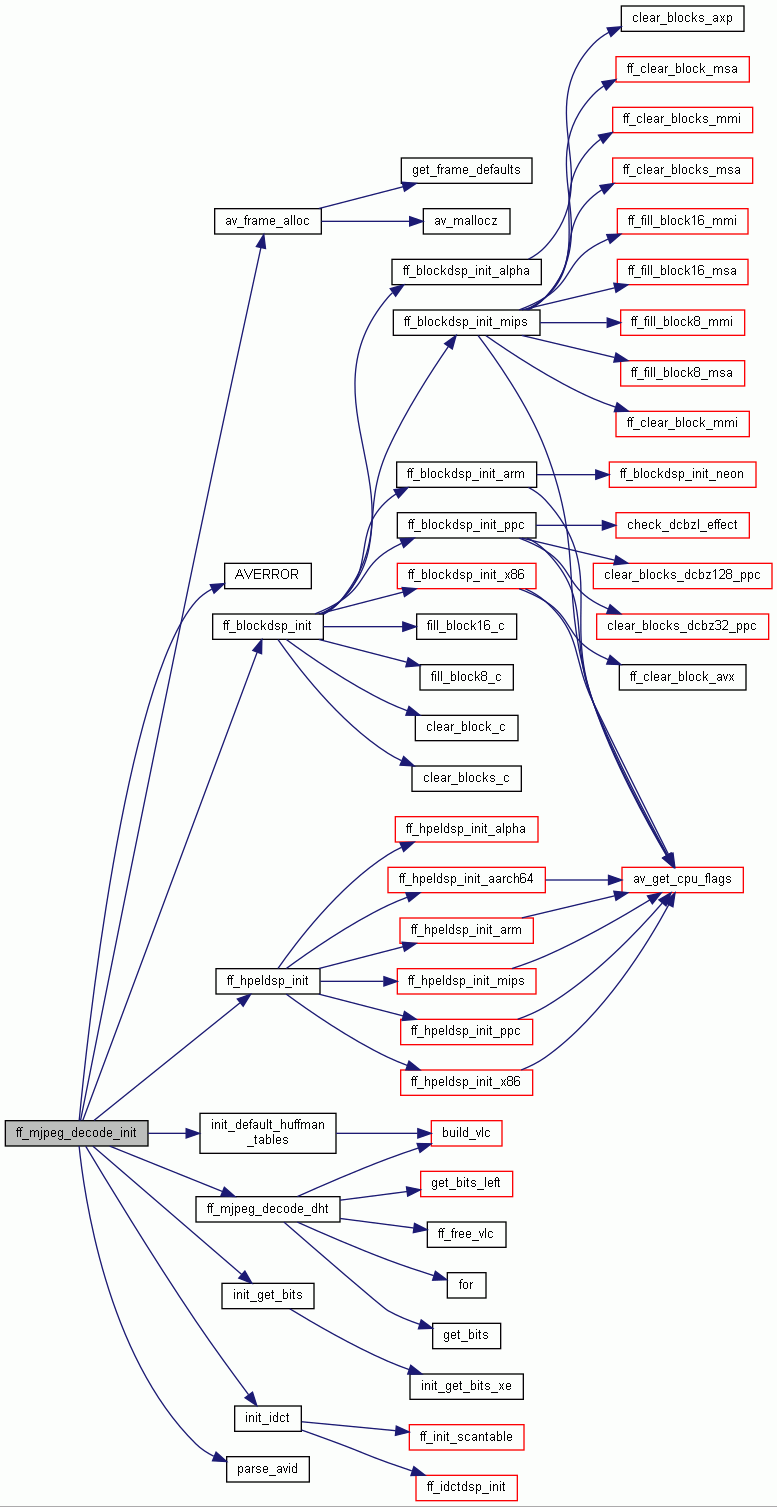 clear_blocks_axp
ff_clear_block_msa
ff_clear_blocks_mmi
get_frame_defaults
ff_clear_blocks_msa
av_frame_alloc
av_mallocz
ff_fill_block16_mmi
ff_blockdsp_init_alpha
ff_fill_block16_msa
ff_blockdsp_init_mips
ff_fill_block8_mmi
ff_fill_block8_msa
ff_clear_block_mmi
ff_blockdsp_init_arm
ff_blockdsp_init_neon
ff_blockdsp_init_ppc
check_dcbzl_effect
AVERROR
ff_blockdsp_init_x86
clear_blocks_dcbz128_ppc
ff_blockdsp_init
fill_block16_c
clear_blocks_dcbz32_ppc
fill_block8_c
ff_clear_block_avx
clear_block_c
clear_blocks_c
ff_hpeldsp_init_alpha
ff_hpeldsp_init_aarch64
av_get_cpu_flags
ff_hpeldsp_init_arm
ff_hpeldsp_init
ff_hpeldsp_init_mips
ff_hpeldsp_init_ppc
ff_hpeldsp_init_x86
ff_mjpeg_decode_init
init_default_huffman
_tables
build_vlc
get_bits_left
ff_mjpeg_decode_dht
ff_free_vlc
for
init_get_bits
get_bits
init_get_bits_xe
init_idct
ff_init_scantable
parse_avid
ff_idctdsp_init